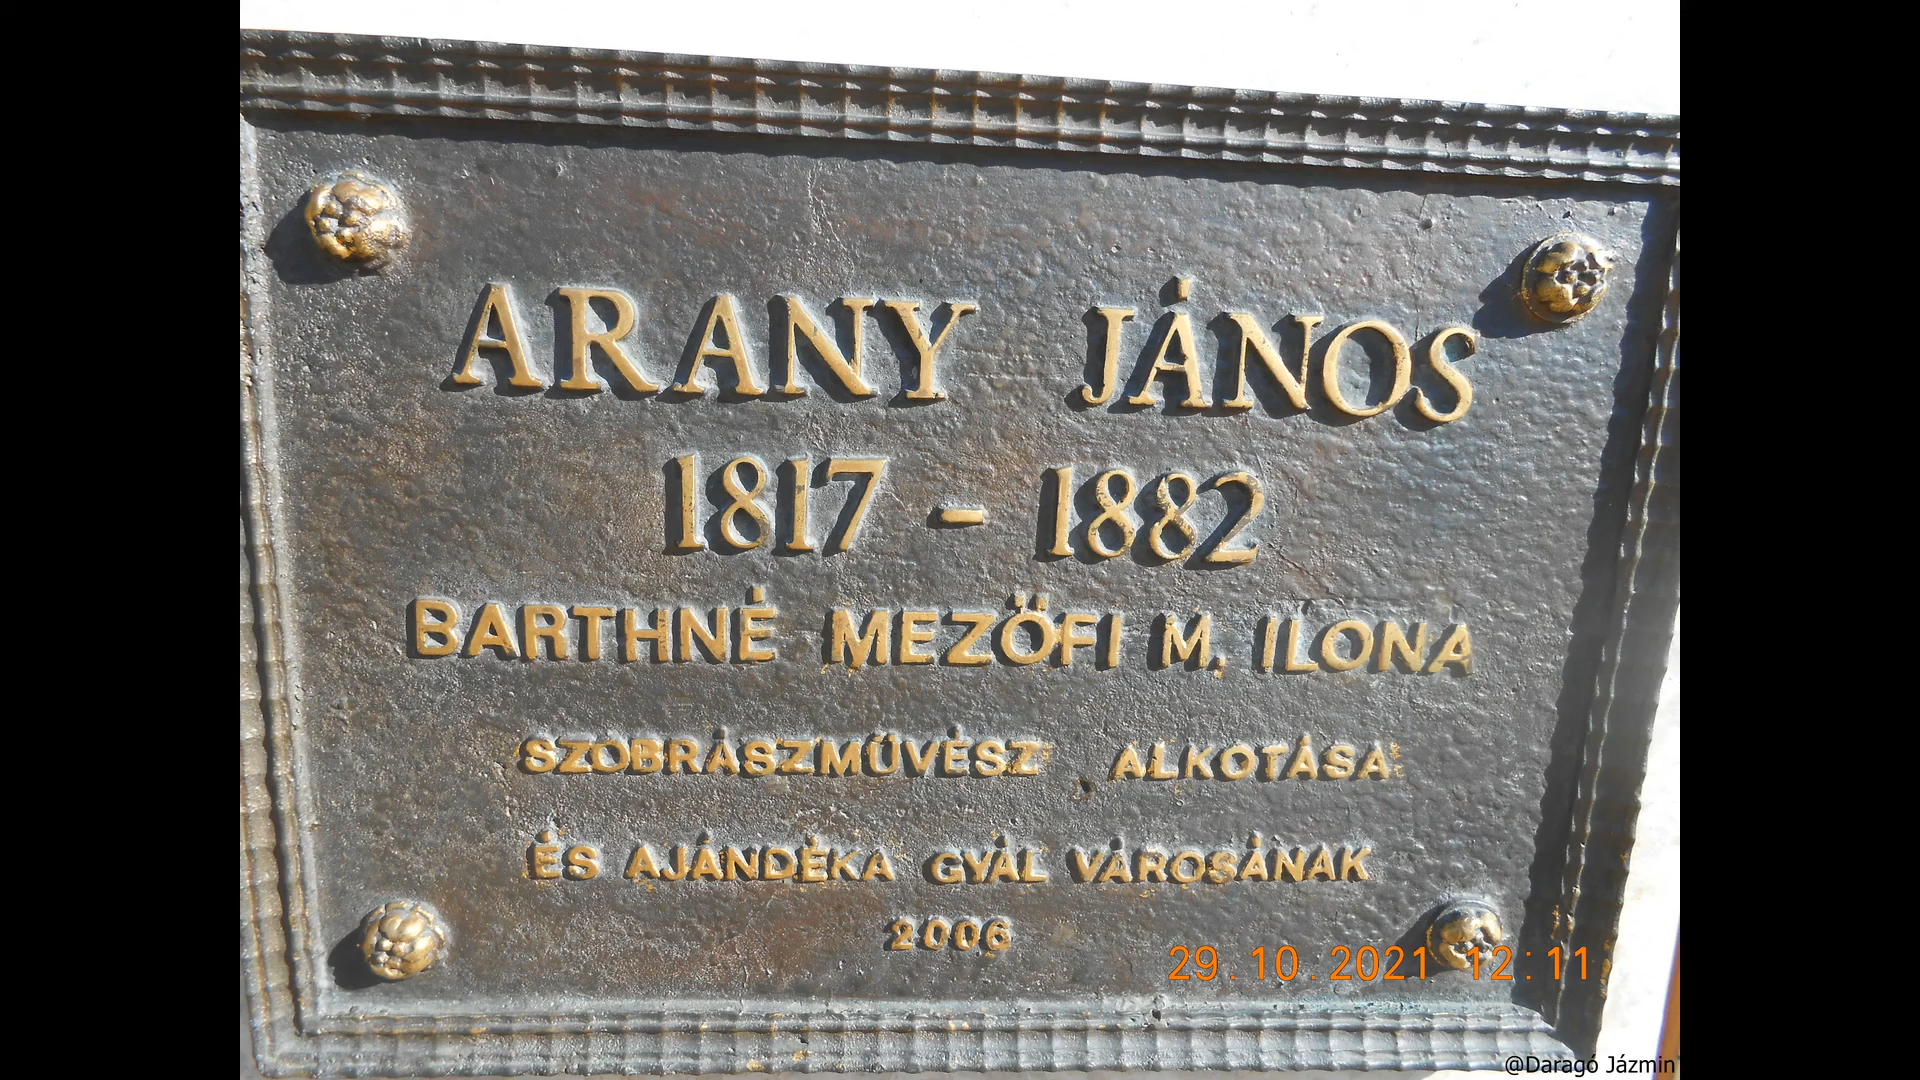 ARANY JÁNOS
1817 - 1882
BARTHNÉ MEZŐFI M. ILONA
SZOBRÁSZMŰVÉSZ ALKOTÁSA
ÉS AJÁNDÉKA GYÁL VÁROSÁNAK
2006
29.10.2021 12:11
@Daragó Jázmin